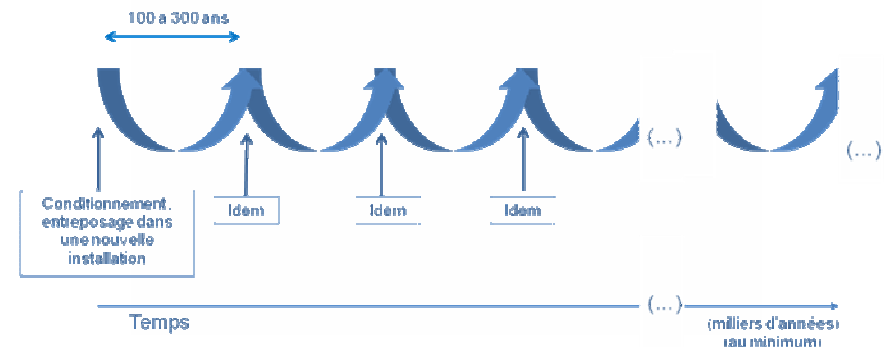 100 a 300 ans
(...)
(...)
Conditionnement,
entreposage dans
une nouvelle
installation
Idem
Idem
Idem
(...)
Temps
(milliers d'années)
(au minimum)